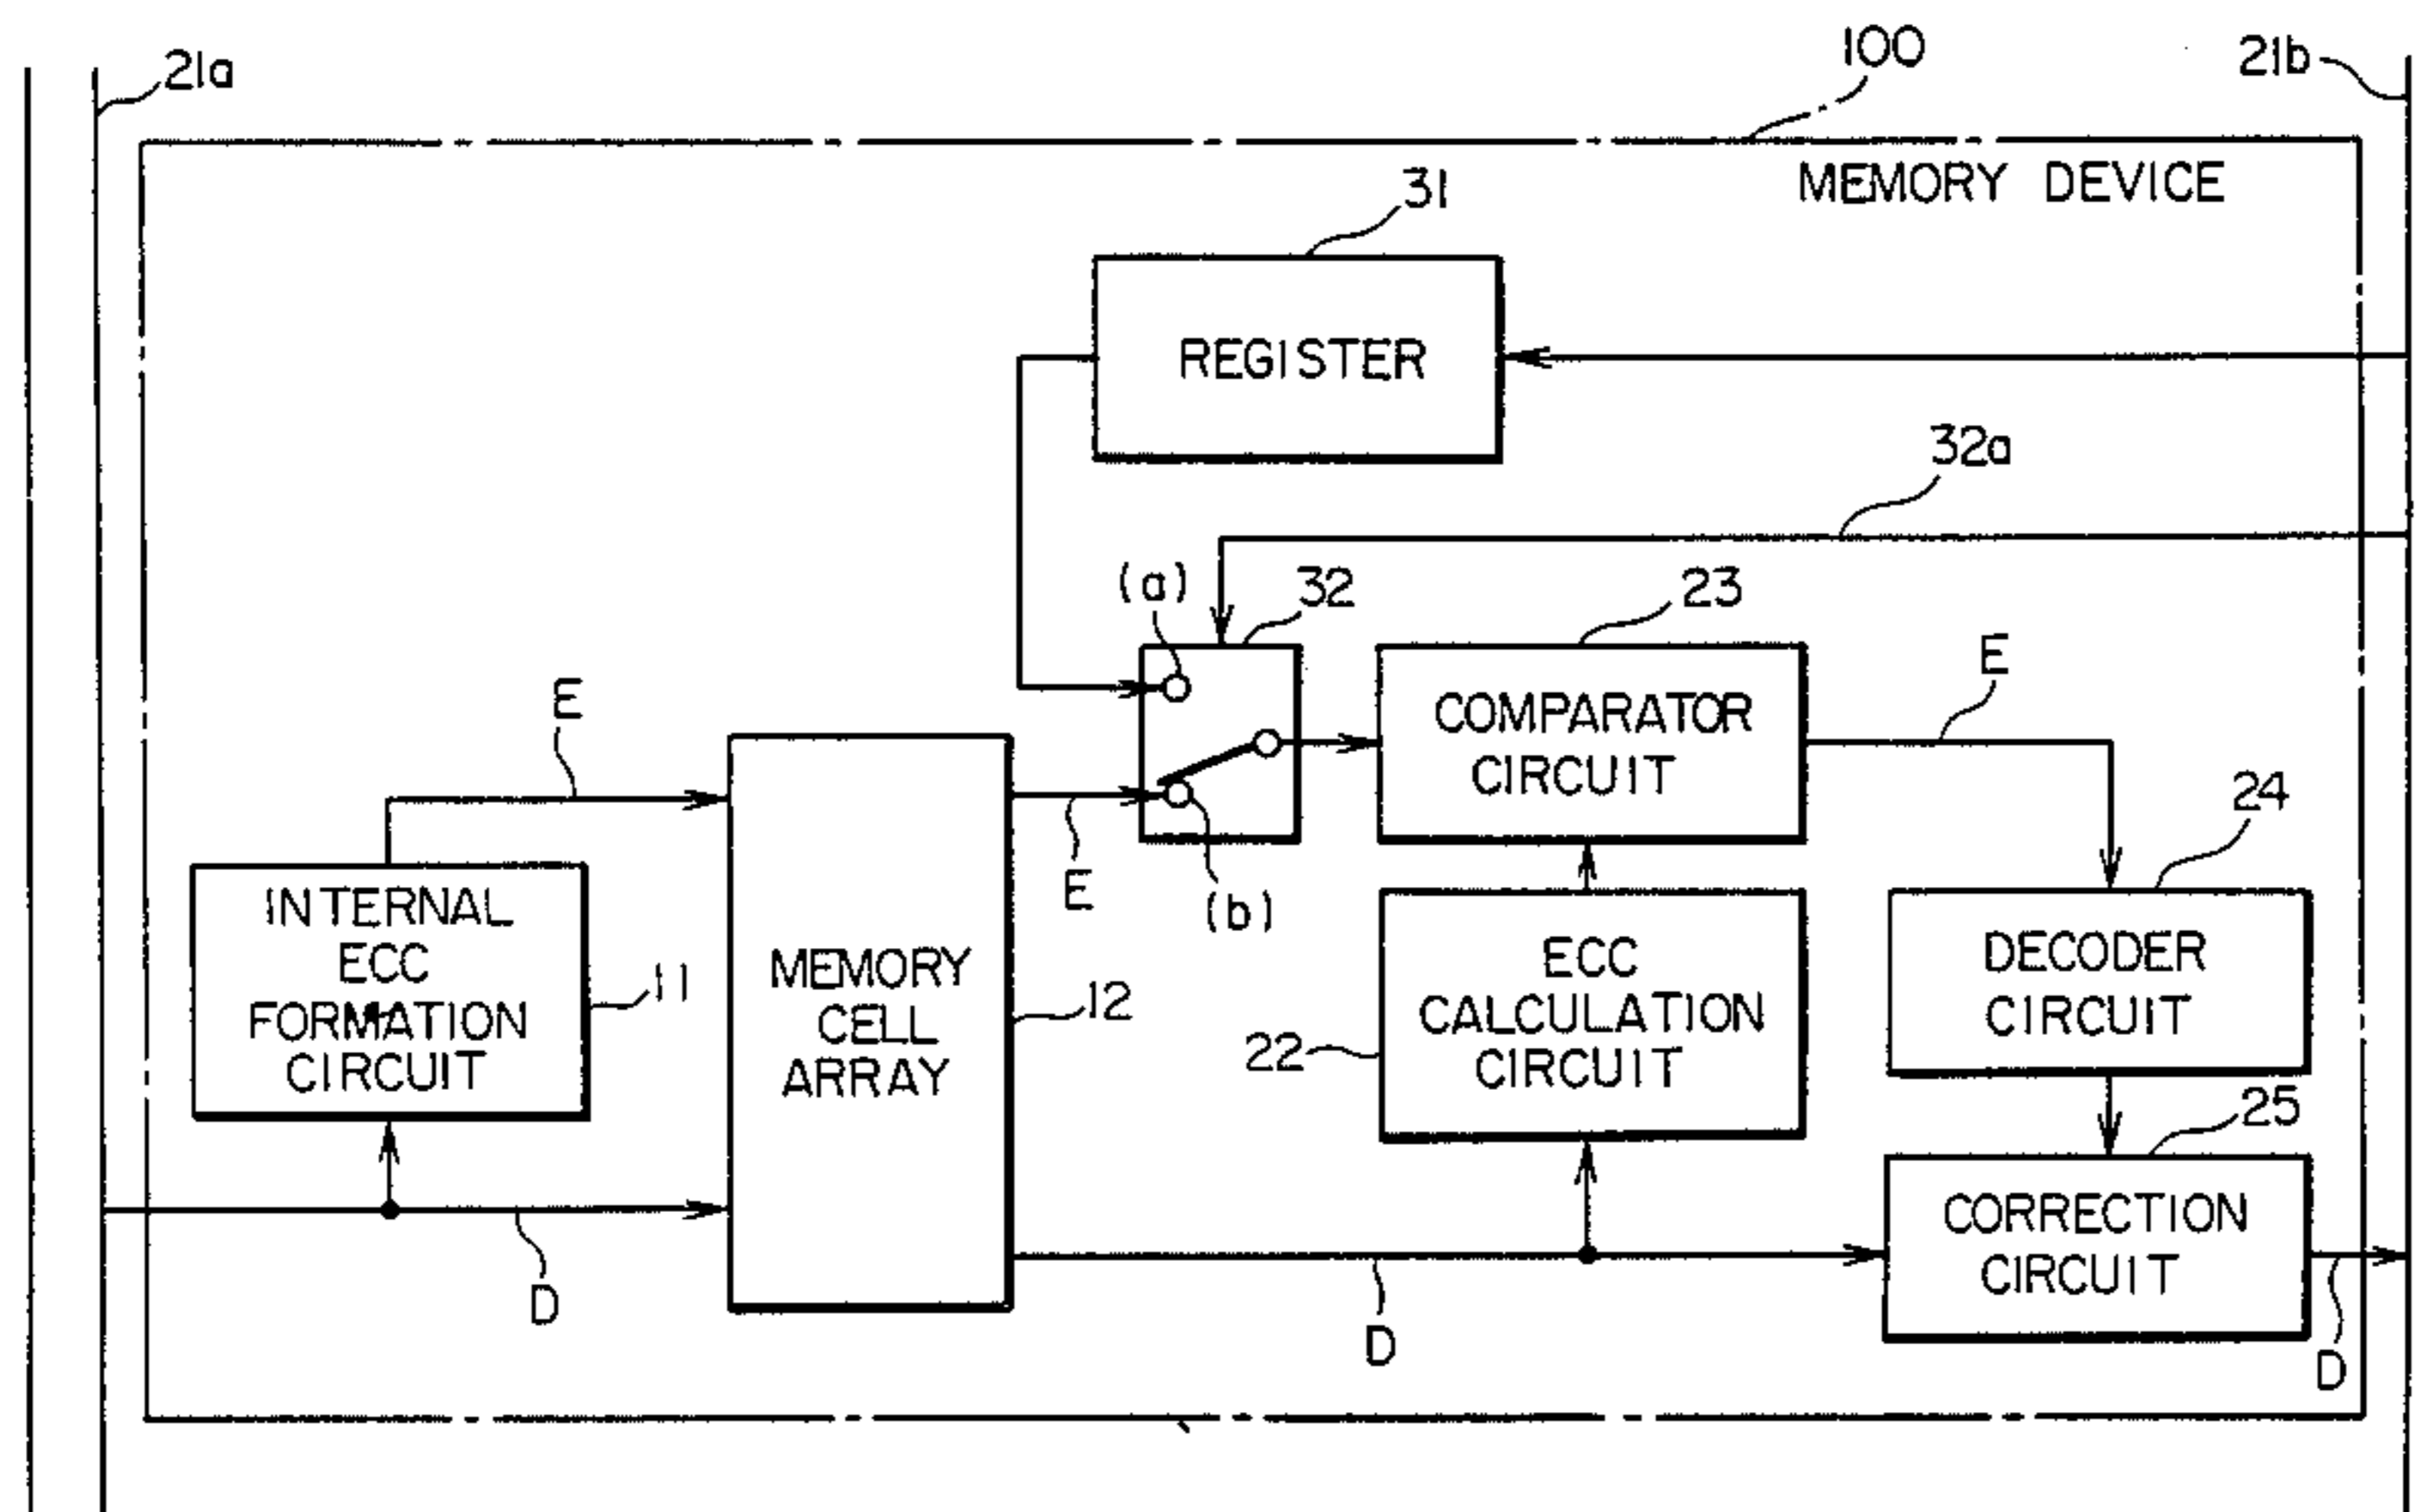 100
21a
21b
MEMORY DEVICE
31
REGISTER
32a
(a)
32
23
E
E
COMPARATOR
CIRCUIT
24
E
(b)
INTERNAL
ECC
FORMATION
CIRCUIT
11
MEMORY
CELL
ARRAY
12
22
ECC
CALCULATION
CIRCUIT
DECODER
CIRCUIT
25
CORRECTION
CIRCUIT
D
D
D